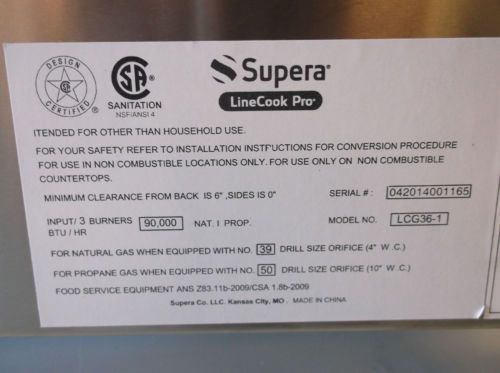 DESIGN
CERTIFIED
SA
SANITATION
NSF/ANSI 4
Supera®
LineCook Pro®
ITENDED FOR OTHER THAN HOUSEHOLD USE.
FOR YOUR SAFETY REFER TO INSTALLATION INSTF'UCTIONS FOR CONVERSION PROCEDURE
FOR USE IN NON COMBUSTIBLE LOCATIONS ONLY. FOR USE ONLY ON NON COMBUSTIBLE
COUNTERTOPS.
MINIMUM CLEARANCE FROM BACK IS 6" ,SIDES IS 0" SERIAL # : 042014001165
INPUT/ 3 BURNERS 90,000 NAT. I PROP. MODEL NO. LCG36-1
BTU / HR
FOR NATURAL GAS WHEN EQUIPPED WITH NO. 39 DRILL SIZE ORIFICE (4" W .C.)
FOR PROPANE GAS WHEN EQUIPPED WITH NO. 50 DRILL SIZE ORIFICE (10" W .C.)
FOOD SERVICE EQUIPMENT ANS Z83.11b-2009/CSA 1.8b-2009
Supera Co. LLC. Kansas City, MO . MADE IN CHINA